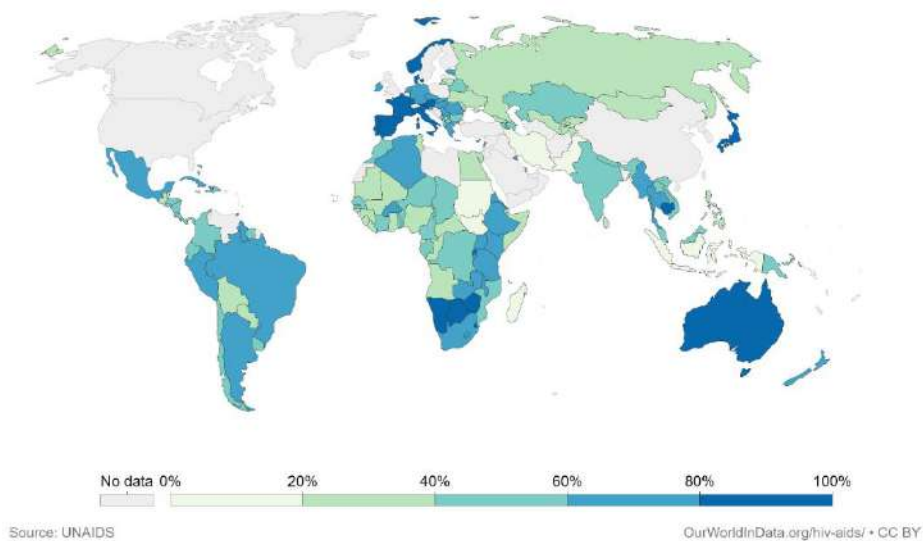 No data 0% 20% 40% 60% 80% 100%
Source: UNAIDS OurWorldInData.org/hiv-aids/ • CC BY